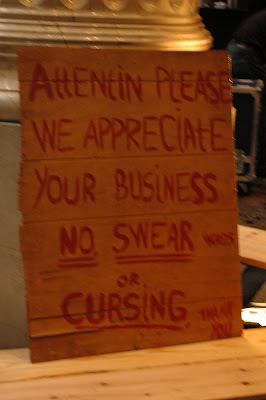 AttENtiN PLEASE
WE APPRECIAtE
YOUR BUSINESS
NO. SWEAR WORDS
OR.
CURSING. THANK
YOU